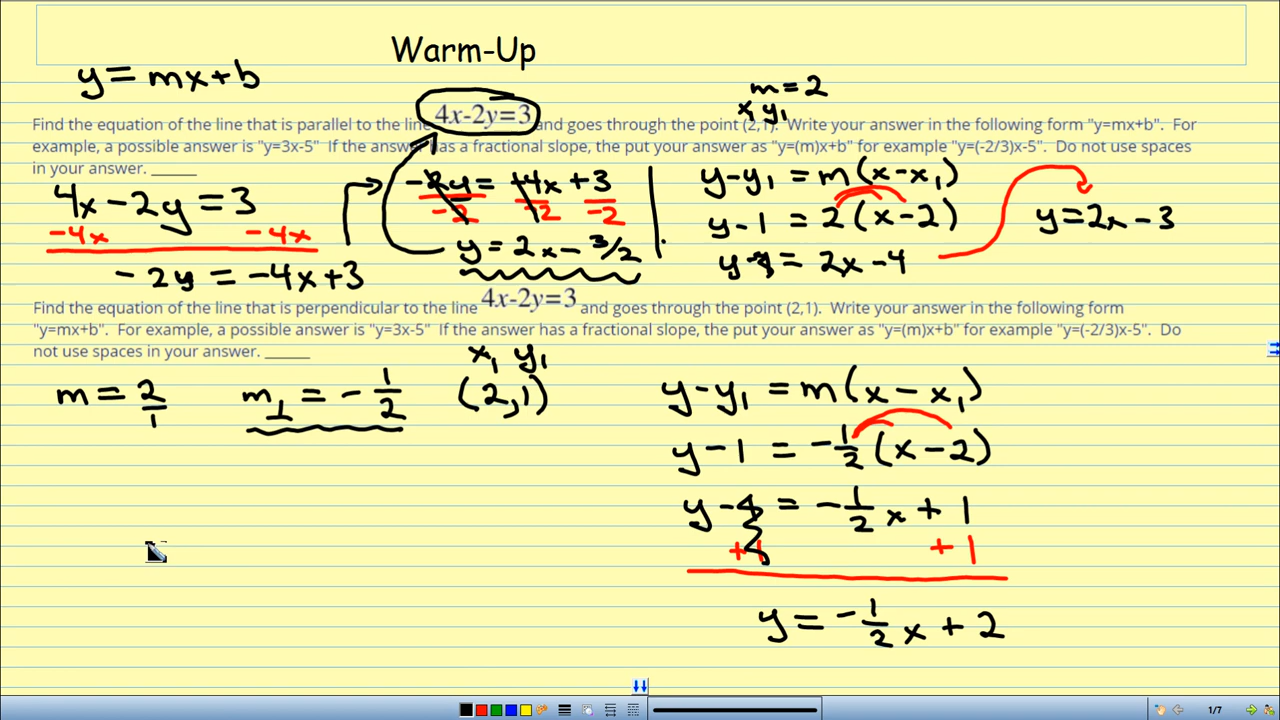 Warm-Up
y = mx+b
m = 2
x, y₁
4x-2y=3
Find the equation of the line that is parallel to the line and goes through the point (2,1). Write your answer in the following form "y=mx+b". For
example, a possible answer is "y=3x-5" If the answer has a fractional slope, the put your answer as "y=(m)x+b" for example "y=(-2/3)x-5". Do not use spaces
in your answer. ______
4x-2y = 3
-4x -4x
-2y = -4x+3
-2y = -4x+3
-2 -2 -2
y = 2x - 3/2
y-y₁ = m(x-x₁)
y-1 = 2(x-2)
y-1 = 2x-4
y=2x-3
Find the equation of the line that is perpendicular to the line 4x-2y=3 and goes through the point (2,1). Write your answer in the following form
"y=mx+b". For example, a possible answer is "y=3x-5" If the answer has a fractional slope, the put your answer as "y=(m)x+b" for example "y=(-2/3)x-5". Do
not use spaces in your answer. ______
m = 2/1
m⊥ = -1/2
x₁ y₁
(2,1)
y-y₁ = m(x-x₁)
y-1 = -1/2(x-2)
y-1 = -1/2x+1
+1 +1
y = -1/2x+2
1/7